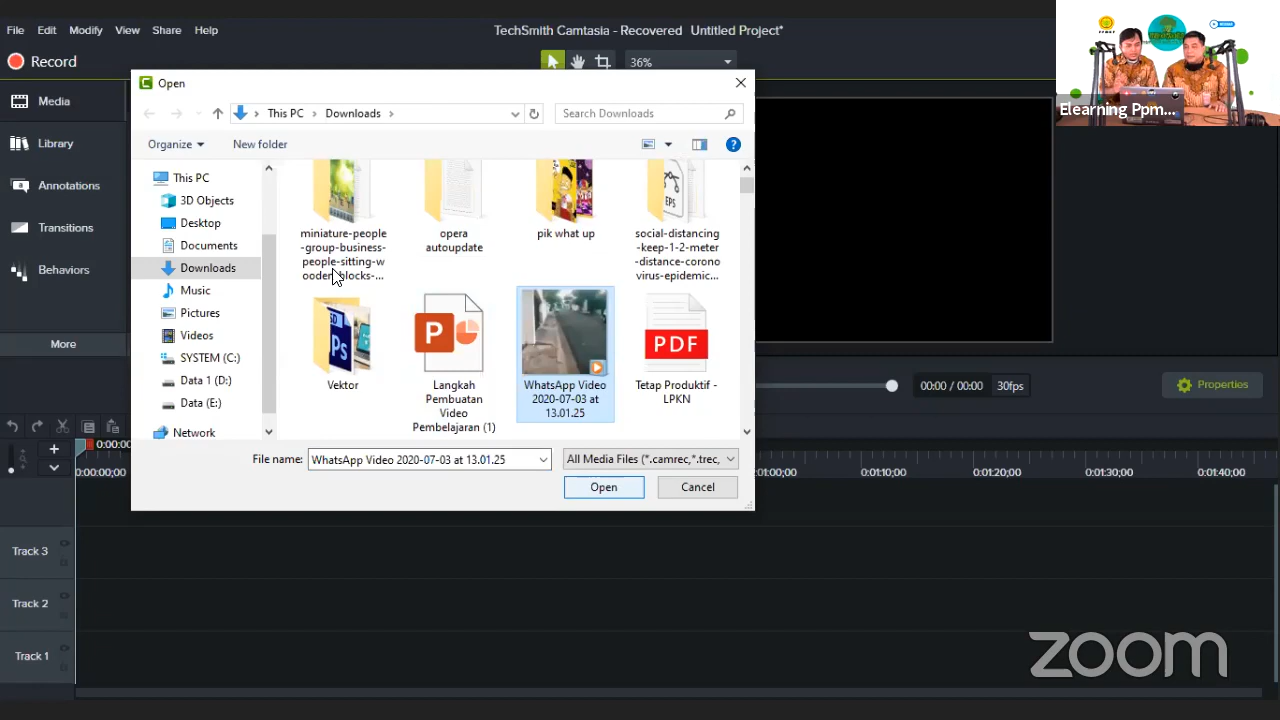 File Edit Modify View Share Help
TechSmith Camtasia - Recovered Untitled Project*
Record
36%
Open
This PC > Downloads >
Search Downloads
Organize
New folder
Media
Library
Annotations
Transitions
Behaviors
More
This PC
3D Objects
Desktop
Documents
Downloads
Music
Pictures
Videos
SYSTEM (C:)
Data 1 (D:)
Data (E:)
Network
miniature-people
-group-business-
people-sitting-w
ooden-blocks-...
opera
autoupdate
pik what up
EPS
social-distancing
-keep-1-2-meter
-distance-corono
virus-epidemic...
Ps
Vektor
P
Langkah
Pembuatan
Video
Pembelajaran (1)
WhatsApp Video
2020-07-03 at
13.01.25
PDF
Tetap Produktif -
LPKN
File name:
WhatsApp Video 2020-07-03 at 13.01.25
All Media Files (*.camrec,*.trec,
Open
Cancel
Elearning Ppm...
00:00 / 00:00
30fps
Properties
0:00:00
0:00:00;00
01:00;00
0:01:10;00
0:01:20;00
0:01:30;00
0:01:40;00
Track 3
Track 2
Track 1
zoom